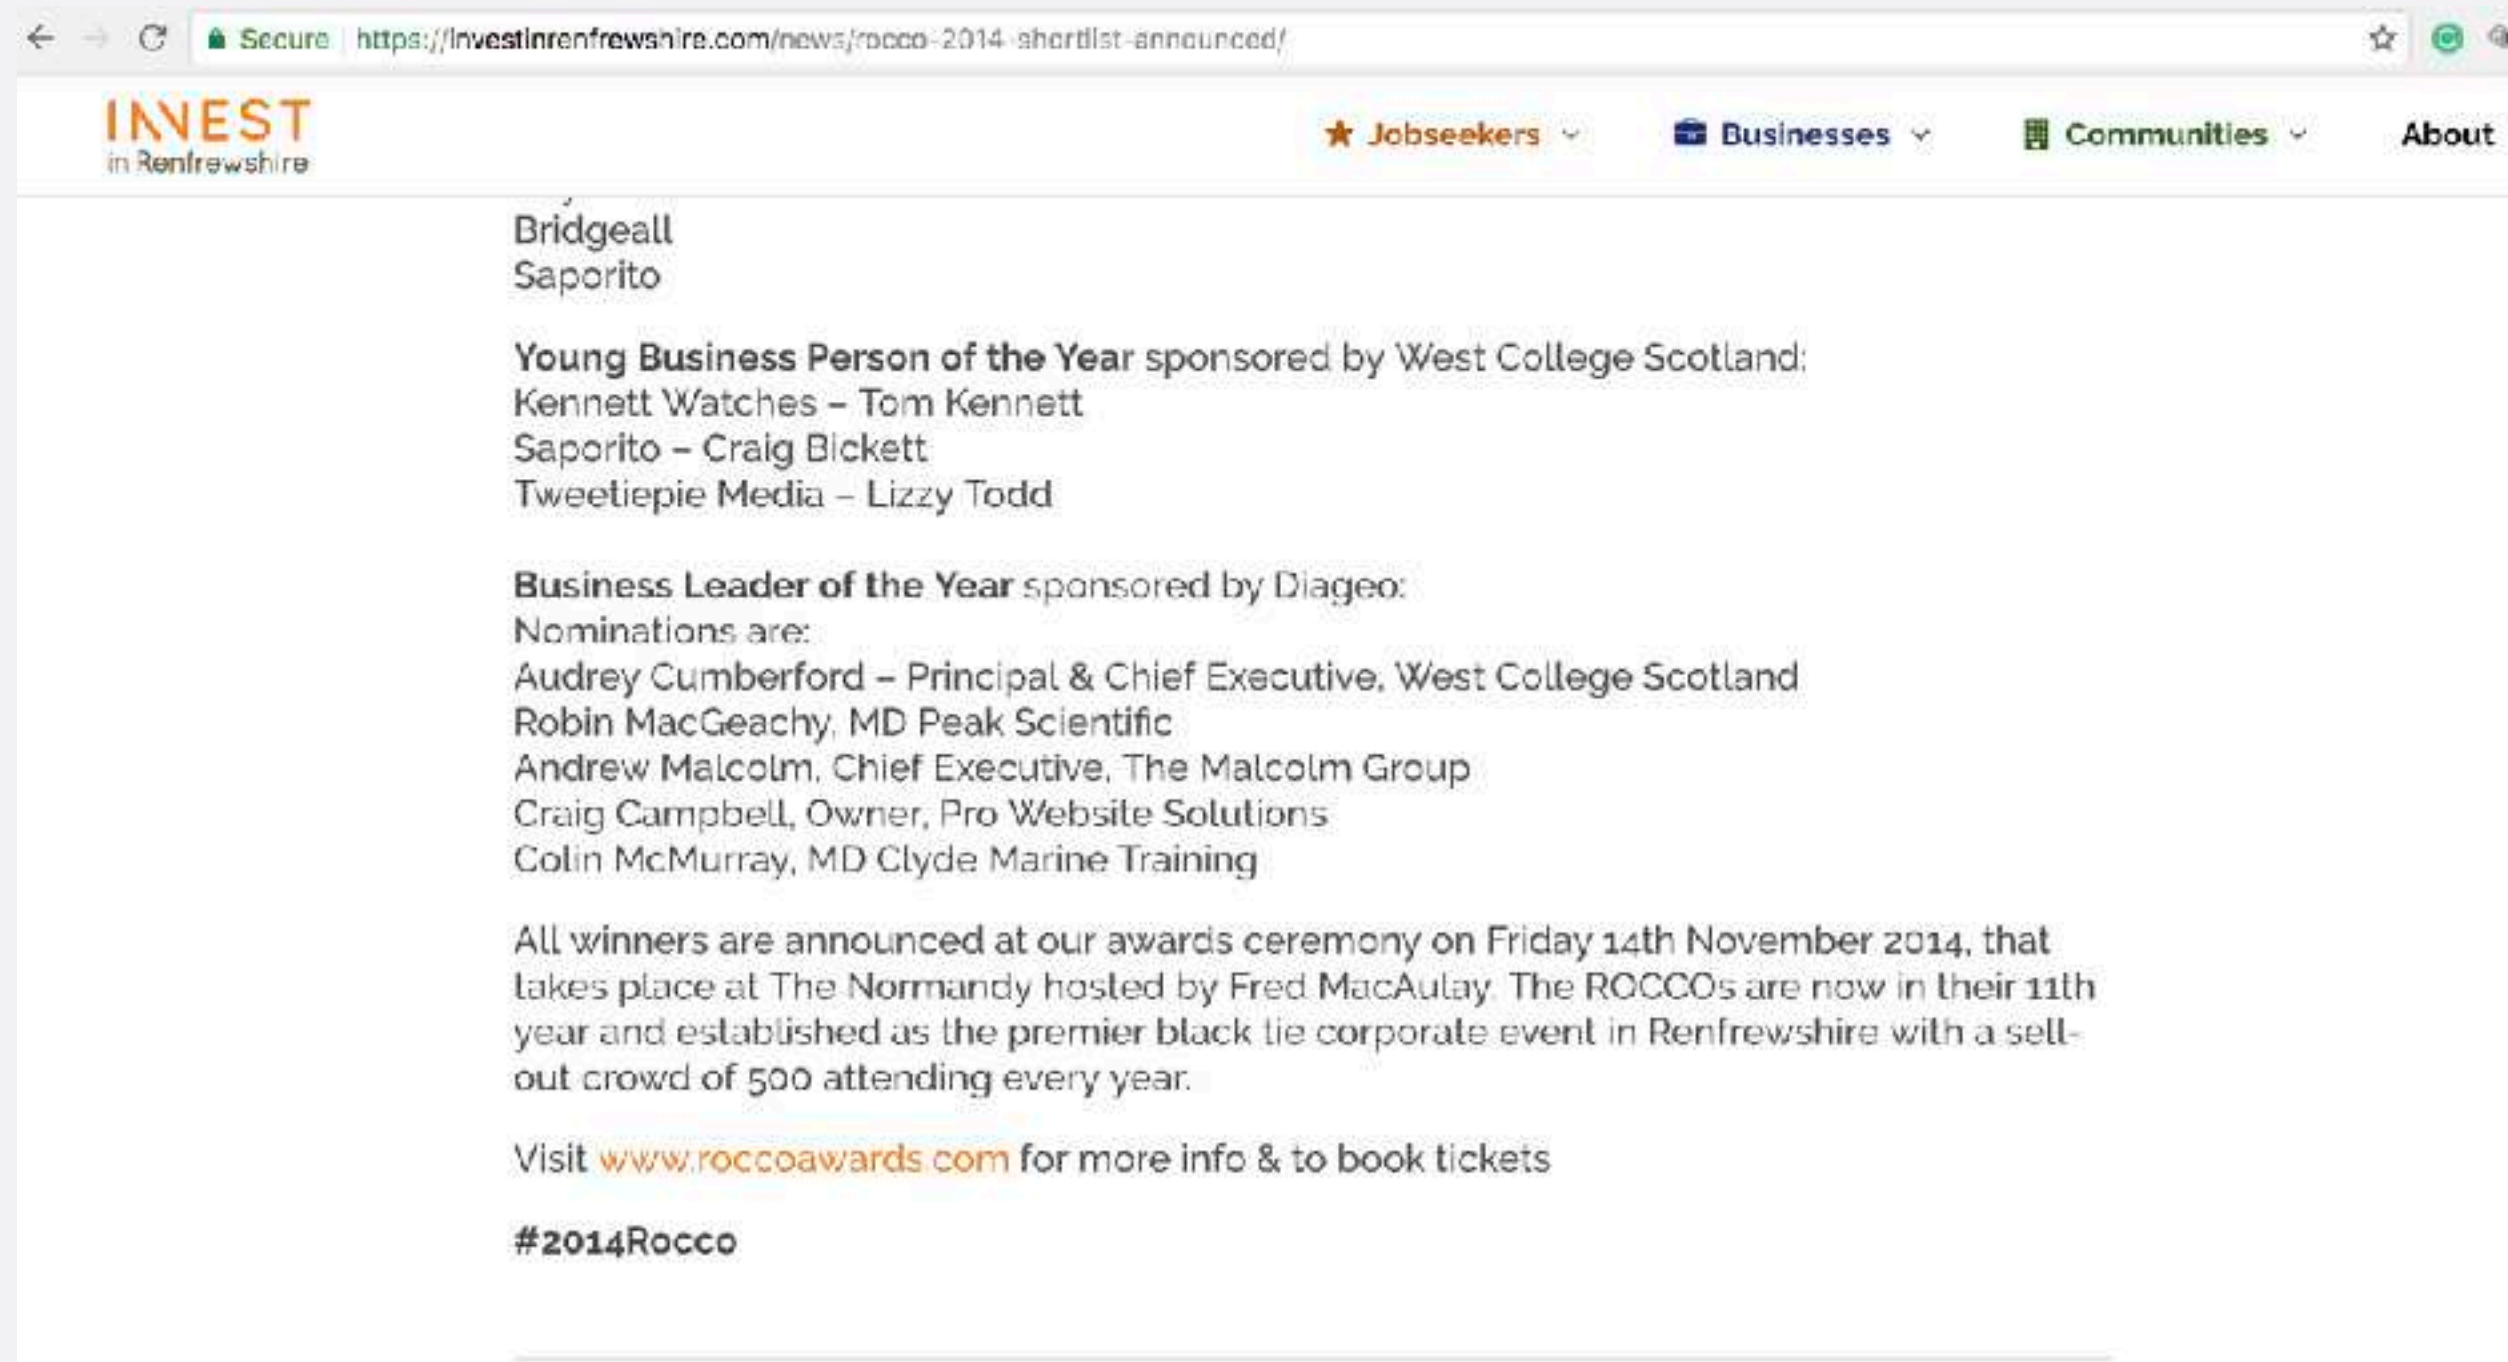 Secure https://investinrenfrewshire.com/news/rocco-2014-shortlist-announced/
INVEST
in Renfrewshire
Jobseekers
Businesses
Communities
About
Bridgeall
Saporito
Young Business Person of the Year sponsored by West College Scotland:
Kennett Watches – Tom Kennett
Saporito – Craig Bickett
Tweetiepie Media – Lizzy Todd
Business Leader of the Year sponsored by Diageo:
Nominations are:
Audrey Cumberford – Principal & Chief Executive, West College Scotland
Robin MacGeachy, MD Peak Scientific
Andrew Malcolm, Chief Executive, The Malcolm Group
Craig Campbell, Owner, Pro Website Solutions
Colin McMurray, MD Clyde Marine Training
All winners are announced at our awards ceremony on Friday 14th November 2014, that
takes place at The Normandy hosted by Fred MacAulay. The ROCCOs are now in their 11th
year and established as the premier black tie corporate event in Renfrewshire with a sell-
out crowd of 500 attending every year.
Visit www.roccoawards.com for more info & to book tickets
#2014Rocco